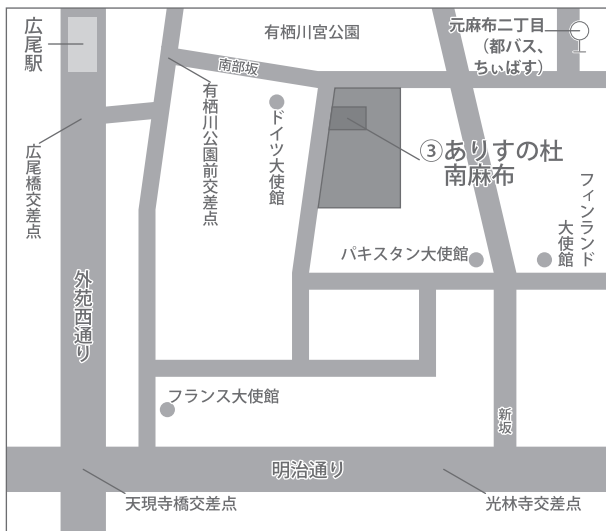 広尾駅
有栖川宮公園
元麻布二丁目
（都バス、
ちぃばす）
南部坂
有栖川公園前交差点
ドイツ大使館
③ありすの杜
南麻布
広尾橋交差点
フィンランド
大使館
パキスタン大使館
外苑西通り
フランス大使館
新坂
明治通り
天現寺橋交差点
光林寺交差点